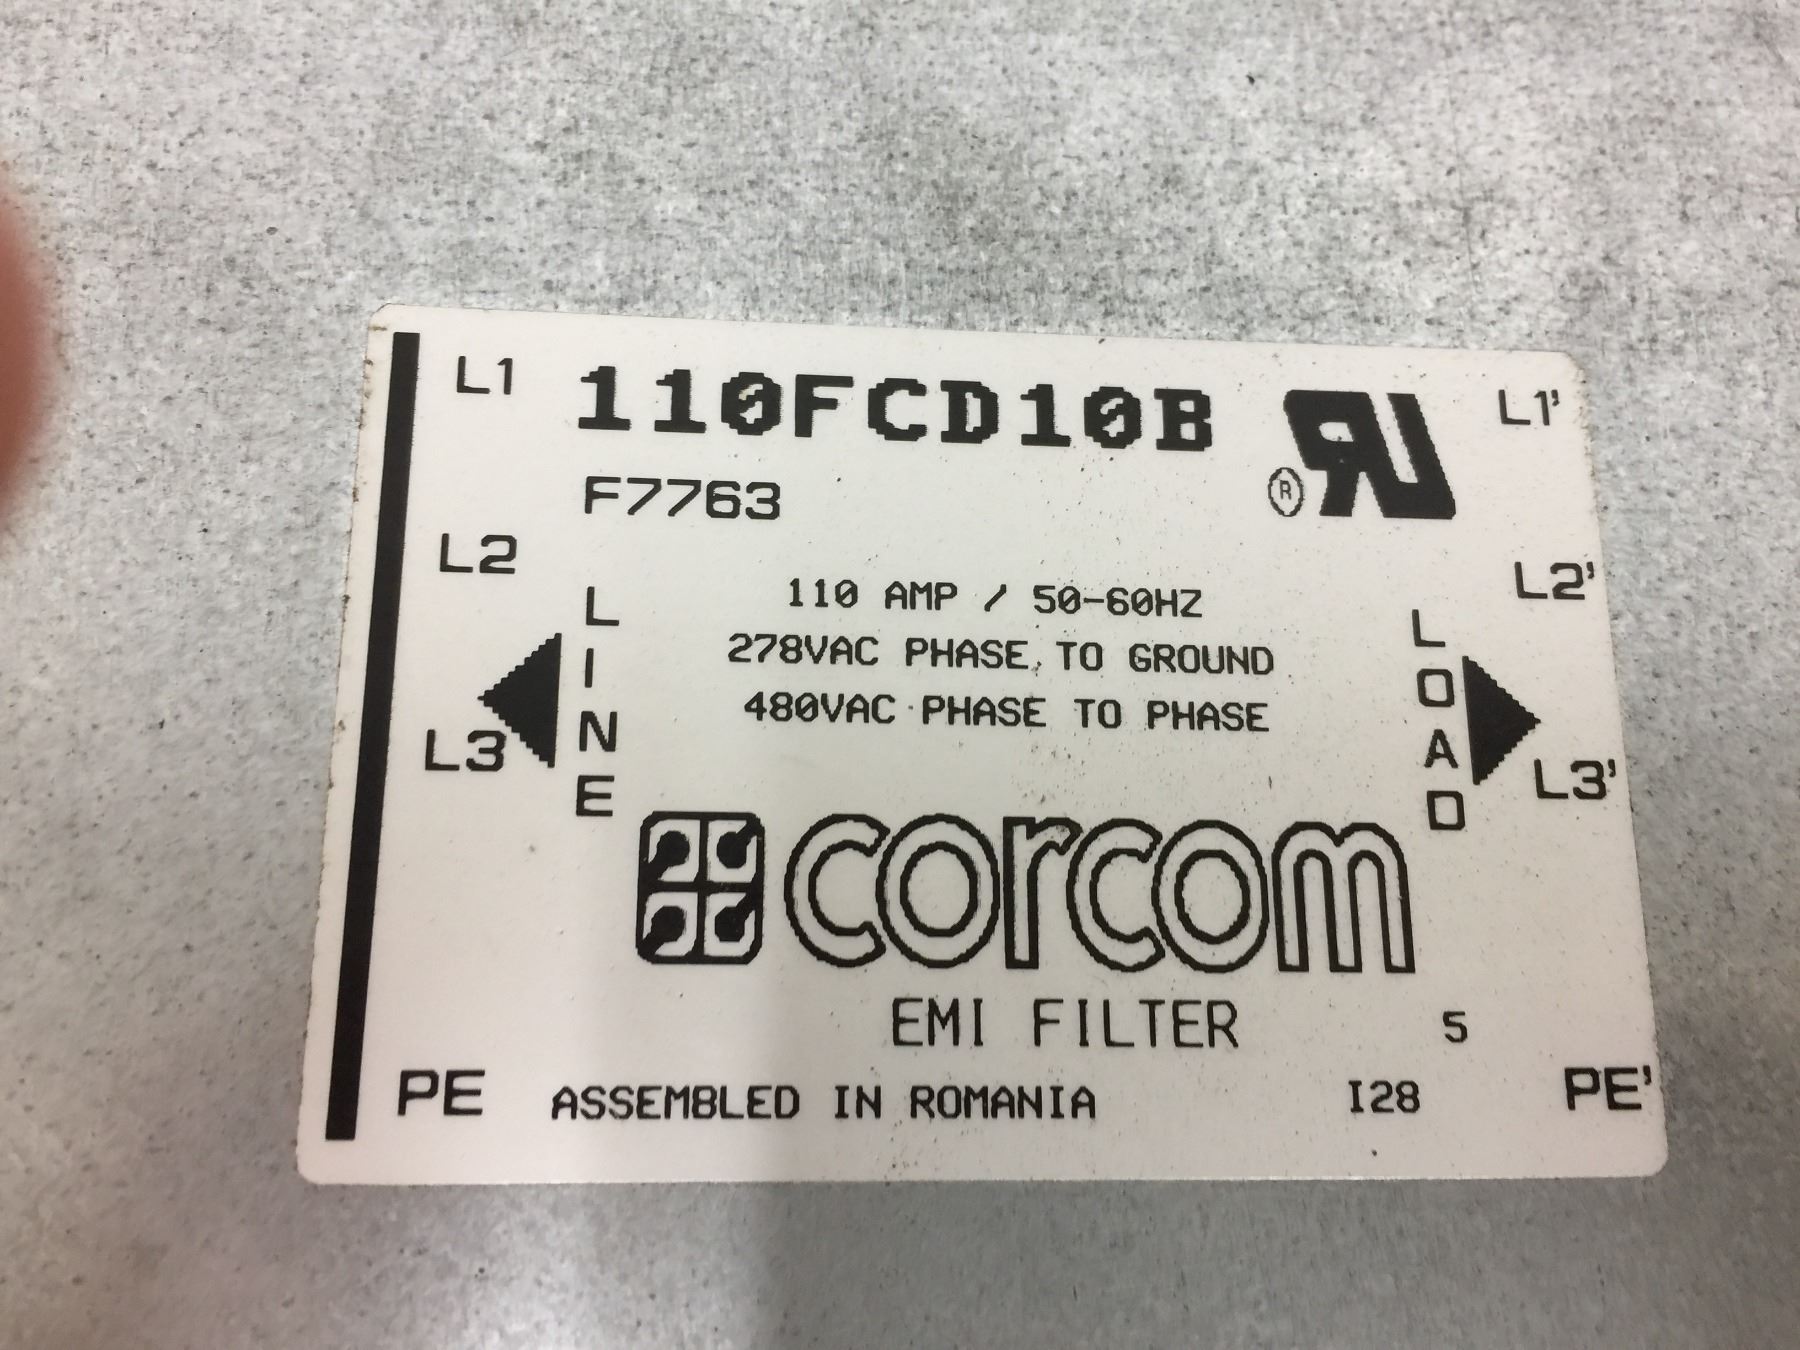 L1 110FCD10B ЯU ® L1'
F7763
L2 L2'
110 AMP / 50-60HZ
278VAC PHASE TO GROUND
480VAC PHASE TO PHASE
LINE
LOAD
L3 L3'
corcom
EMI FILTER 5
PE ASSEMBLED IN ROMANIA I28 PE'